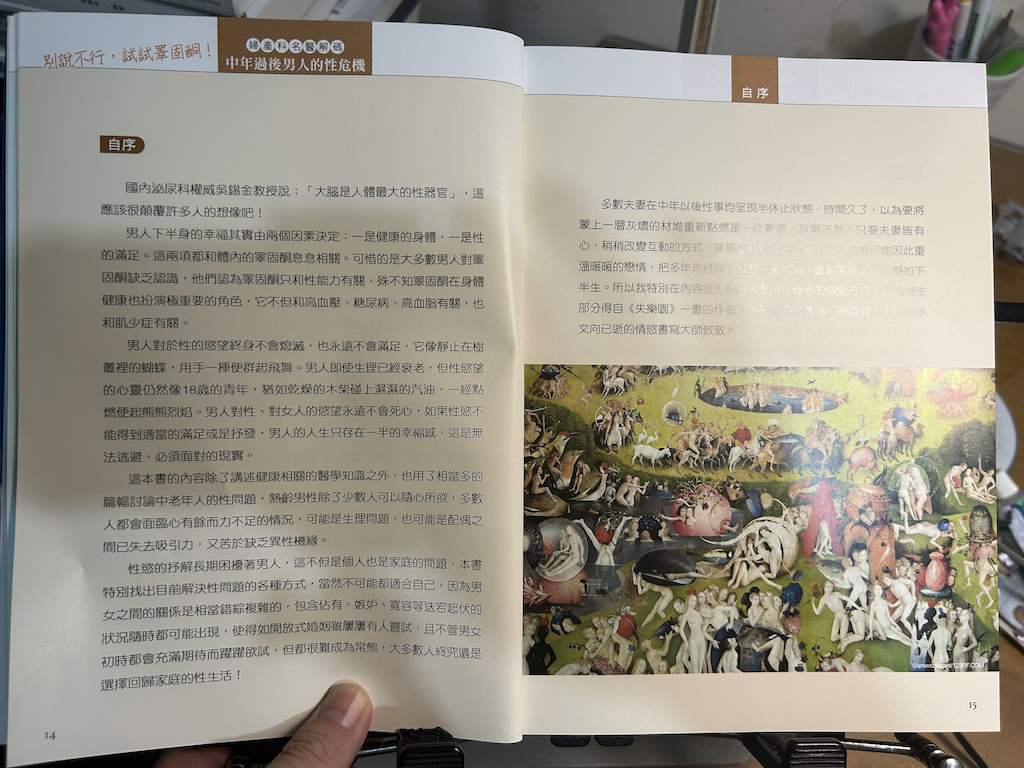 別說不行，試試睪固酮！
婦產科名醫解碼
中年過後男人的性危機
自序
國內泌尿科權威吳錫金教授說：「大腦是人體最大的性器官」，這
應該很顛覆許多人的想像吧！
男人下半身的幸福其實由兩個因素決定：一是健康的身體，一是性
的滿足。這兩項都和體內的睪固酮息息相關。可惜的是大多數男人對睪
固酮缺乏認識，他們認為睪固酮只和性能力有關，殊不知睪固酮在身體
健康也扮演極重要的角色，它不但和高血壓、糖尿病、高血脂有關，也
和肌少症有關。
男人對於性的慾望終身不會熄滅，也永遠不會滿足，它像靜止在樹
叢裡的蝴蝶，用手一揮便群起飛舞。男人即使生理已經衰老，但性慾望
的心靈仍然像18歲的青年，猶如乾燥的木柴碰上濕濕的汽油，一經點
燃便起熊熊烈焰。男人對性、對女人的慾望永遠不會死心，如果性慾不
能得到適當的滿足或是抒發，男人的人生只存在一半的幸福感，這是無
法逃避，必須面對的現實。
這本書的內容除了講述健康相關的醫學知識之外，也用了相當多的
篇幅討論中老年人的性問題，熟齡男性除了少數人可以隨心所欲，多數
人都會面臨心有餘而力不足的情況，可能是生理問題，也可能是配偶之
間已失去吸引力，又苦於缺乏異性機緣。
性慾的抒解長期困擾著男人，這不但是個人也是家庭的問題，本書
特別找出目前解決性問題的各種方式，當然不可能都適合自己，因為男
女之間的關係是相當錯綜複雜的，包含佔有、嫉妒、寬容等迭宕起伏的
狀況隨時都可能出現，使得如開放式婚姻雖屢屢有人嘗試，且不管男女
初時都會充滿期待而躍躍欲試，但都很難成為常態，大多數人終究還是
選擇回歸家庭的性生活！
14
自序
多數夫妻在中年以後性事均呈現半休止狀態，時間久了，以為要將
蒙上一層灰燼的材堆重新點燃是一件難事，其實不然，只要夫妻皆有
心，稍稍改變互動的方式，可能因此重
溫暖暖的戀情，把多年來一筆勾消，重新開啟的下
半生。所以我特別在內容提及夫妻可以參考的做愛方式，
部分得自《失樂園》一書的作者
文向已逝的情慾書寫大師致敬。
15